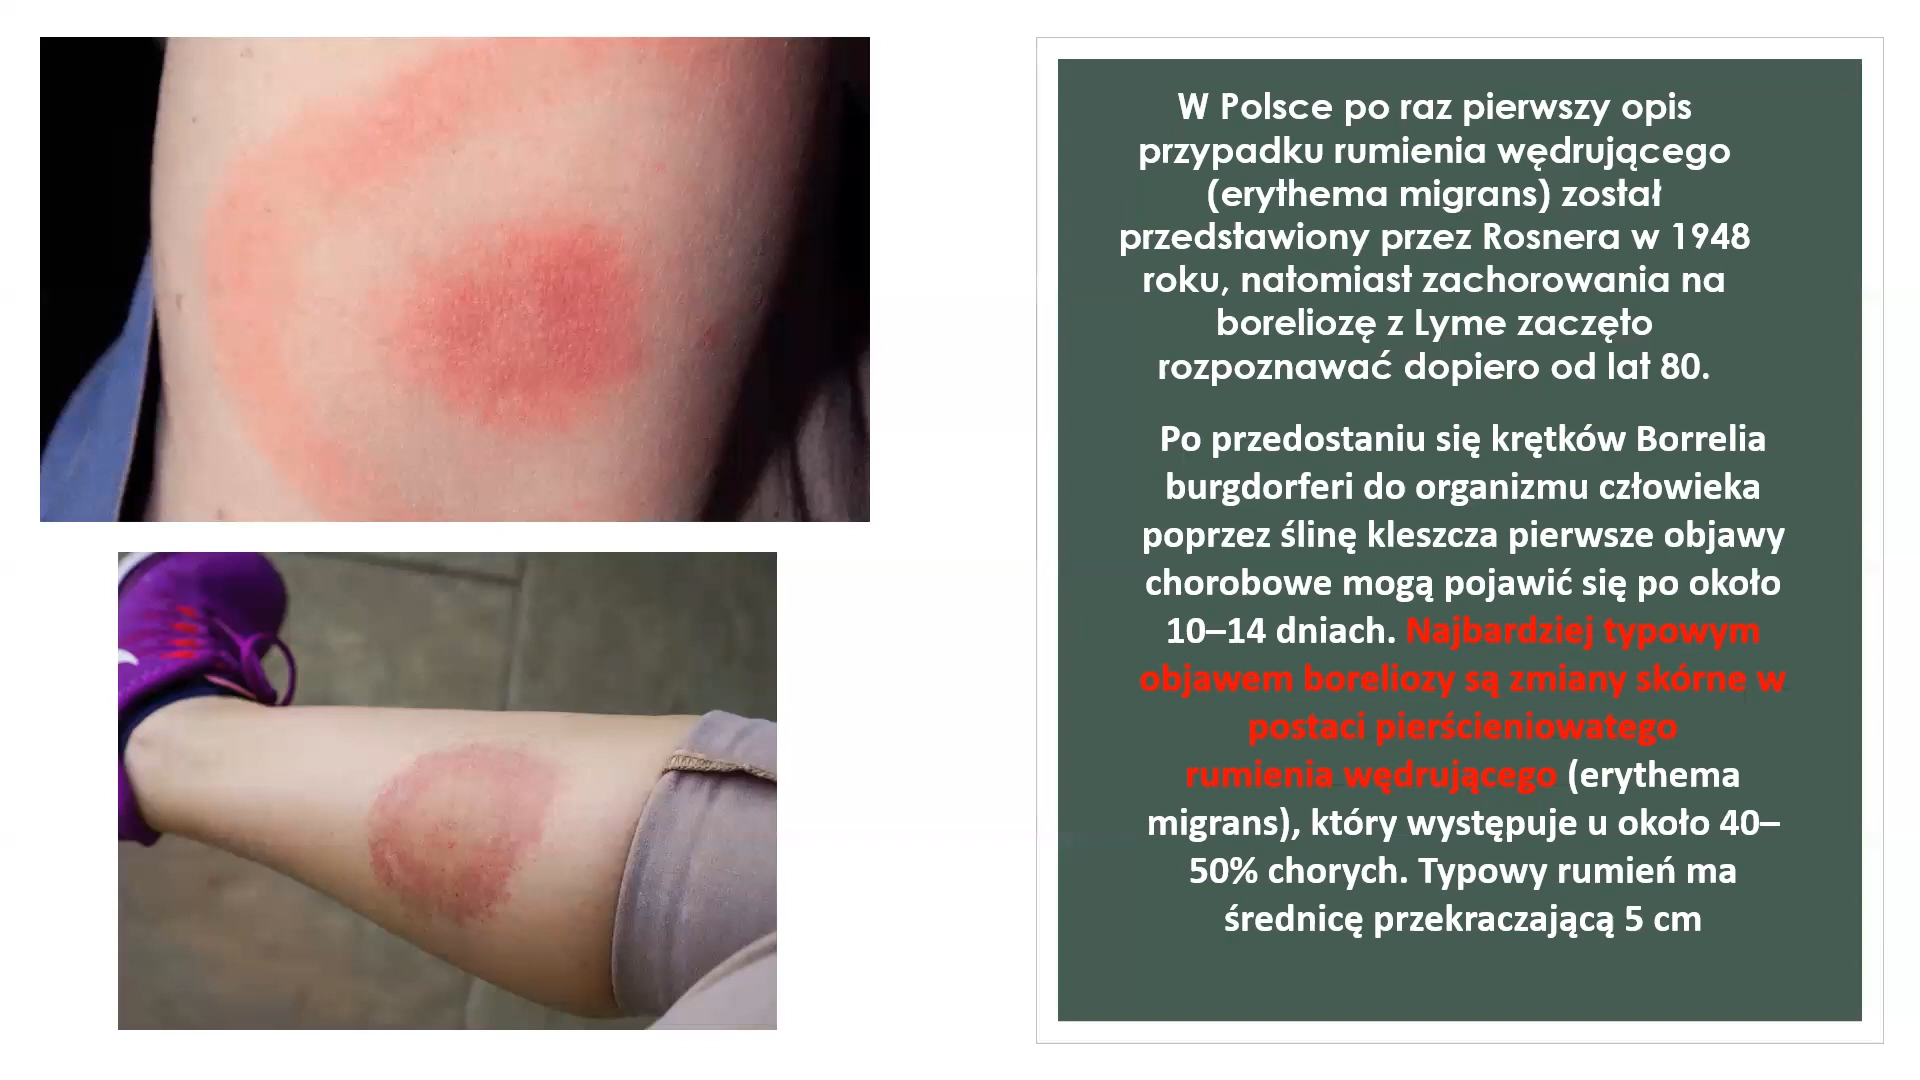 W Polsce po raz pierwszy opis
przypadku rumienia wędrującego
(erythema migrans) został
przedstawiony przez Rosnera w 1948
roku, natomiast zachorowania na
boreliozę z Lyme zaczęto
rozpoznawać dopiero od lat 80.
Po przedostaniu się krętków Borrelia
burgdorferi do organizmu człowieka
poprzez ślinę kleszcza pierwsze objawy
chorobowe mogą pojawić się po około
10–14 dniach. Najbardziej typowym
objawem boreliozy są zmiany skórne w
postaci pierścieniowatego
rumienia wędrującego (erythema
migrans), który występuje u około 40–
50% chorych. Typowy rumień ma
średnicę przekraczającą 5 cm